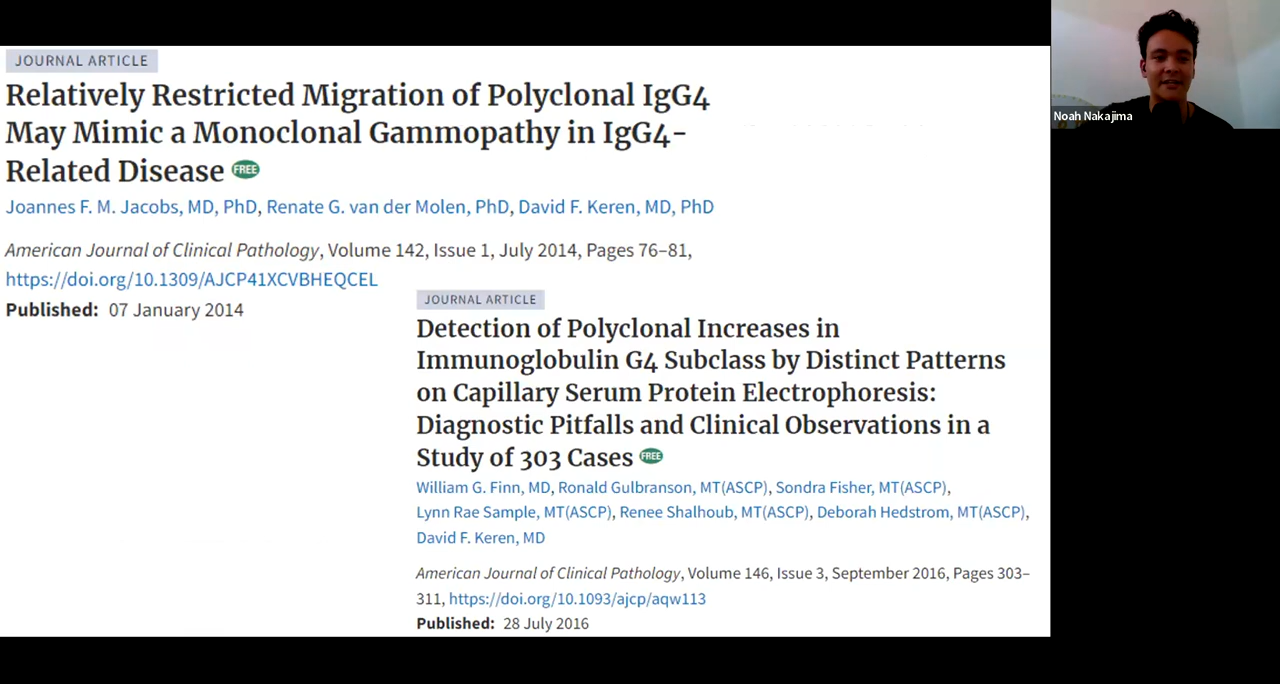 JOURNAL ARTICLE
Relatively Restricted Migration of Polyclonal IgG4
May Mimic a Monoclonal Gammopathy in IgG4-
Related Disease FREE
Joannes F. M. Jacobs, MD, PhD, Renate G. van der Molen, PhD, David F. Keren, MD, PhD
American Journal of Clinical Pathology, Volume 142, Issue 1, July 2014, Pages 76–81,
https://doi.org/10.1309/AJCP41XCVBHEQCEL
Published: 07 January 2014
JOURNAL ARTICLE
Detection of Polyclonal Increases in
Immunoglobulin G4 Subclass by Distinct Patterns
on Capillary Serum Protein Electrophoresis:
Diagnostic Pitfalls and Clinical Observations in a
Study of 303 Cases FREE
William G. Finn, MD, Ronald Gulbranson, MT(ASCP), Sondra Fisher, MT(ASCP),
Lynn Rae Sample, MT(ASCP), Renee Shalhoub, MT(ASCP), Deborah Hedstrom, MT(ASCP),
David F. Keren, MD
American Journal of Clinical Pathology, Volume 146, Issue 3, September 2016, Pages 303–
311, https://doi.org/10.1093/ajcp/aqw113
Published: 28 July 2016
Noah Nakajima